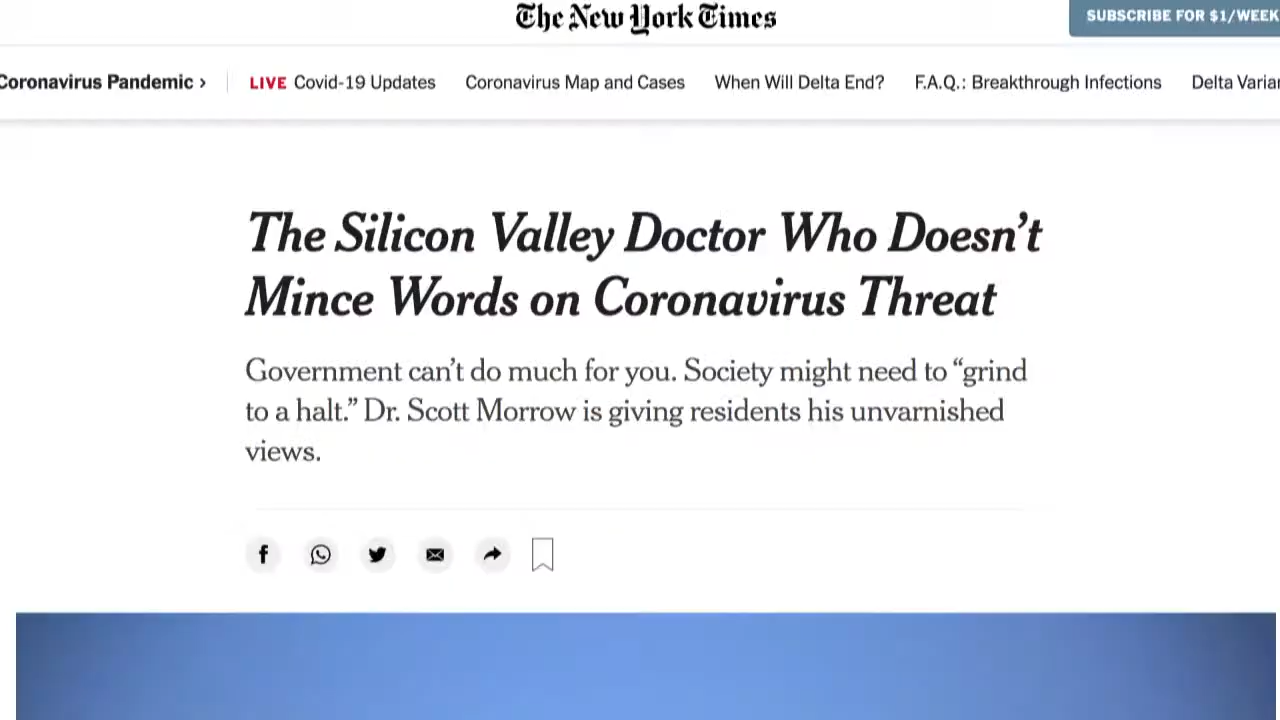 The New York Times
SUBSCRIBE FOR $1/WEEK
Coronavirus Pandemic ›
LIVE Covid-19 Updates
Coronavirus Map and Cases
When Will Delta End?
F.A.Q.: Breakthrough Infections
Delta
The Silicon Valley Doctor Who Doesn’t
Mince Words on Coronavirus Threat
Government can’t do much for you. Society might need to “grind
to a halt.” Dr. Scott Morrow is giving residents his unvarnished
views.